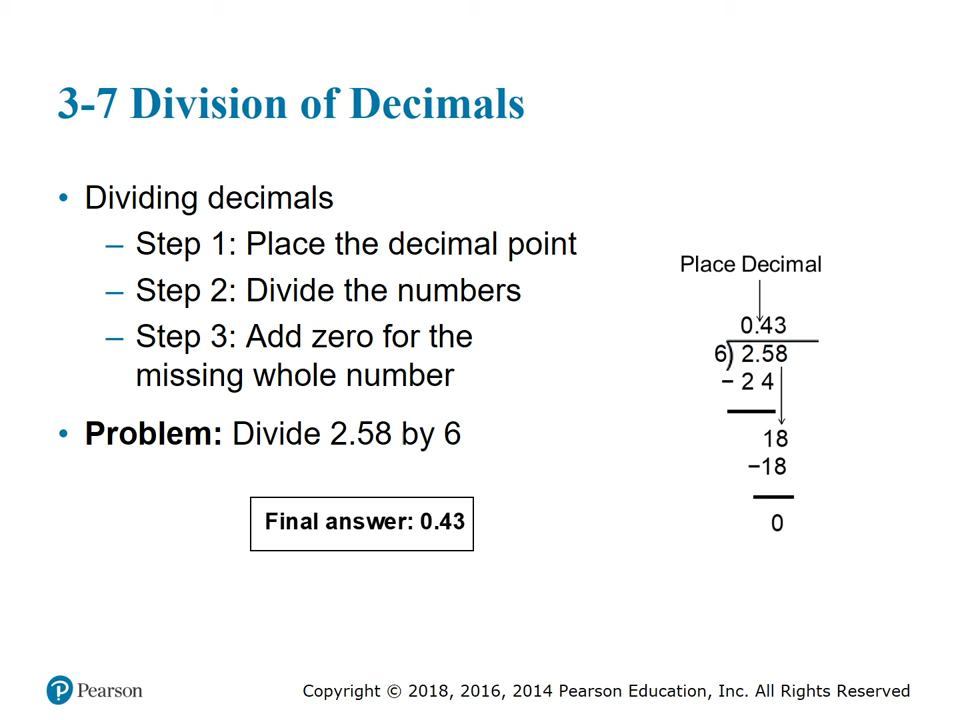 3-7 Division of Decimals
• Dividing decimals
– Step 1: Place the decimal point
– Step 2: Divide the numbers
– Step 3: Add zero for the
missing whole number
• Problem: Divide 2.58 by 6
Final answer: 0.43
Place Decimal
0.43
6) 2.58
− 2 4
18
−18
0
Pearson
Copyright © 2018, 2016, 2014 Pearson Education, Inc. All Rights Reserved